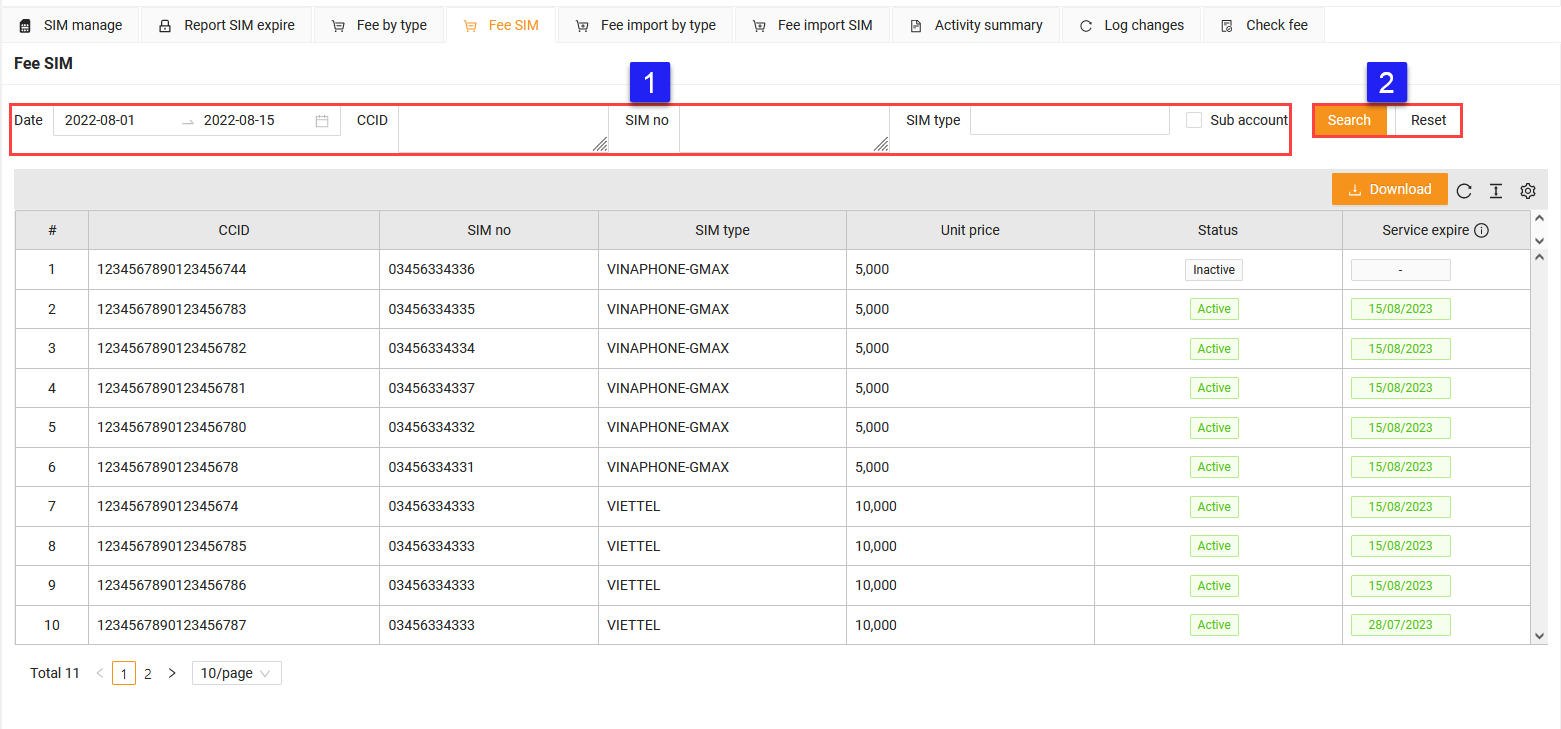 SIM manage Report SIM expire Fee by type Fee SIM Fee import by type Fee import SIM Activity summary Log changes Check fee
Fee SIM
1 2
Date 2022-08-01 2022-08-15 CCID SIM no SIM type Sub account Search Reset
Download
# CCID SIM no SIM type Unit price Status Service expire
1 1234567890123456744 03456334336 VINAPHONE-GMAX 5,000 Inactive -
2 1234567890123456783 03456334335 VINAPHONE-GMAX 5,000 Active 15/08/2023
3 1234567890123456782 03456334334 VINAPHONE-GMAX 5,000 Active 15/08/2023
4 1234567890123456781 03456334337 VINAPHONE-GMAX 5,000 Active 15/08/2023
5 1234567890123456780 03456334332 VINAPHONE-GMAX 5,000 Active 15/08/2023
6 123456789012345678 03456334331 VINAPHONE-GMAX 5,000 Active 15/08/2023
7 123456789012345674 03456334333 VIETTEL 10,000 Active 15/08/2023
8 1234567890123456785 03456334333 VIETTEL 10,000 Active 15/08/2023
9 1234567890123456786 03456334333 VIETTEL 10,000 Active 15/08/2023
10 1234567890123456787 03456334333 VIETTEL 10,000 Active 28/07/2023
Total 11 < 1 2 > 10/page